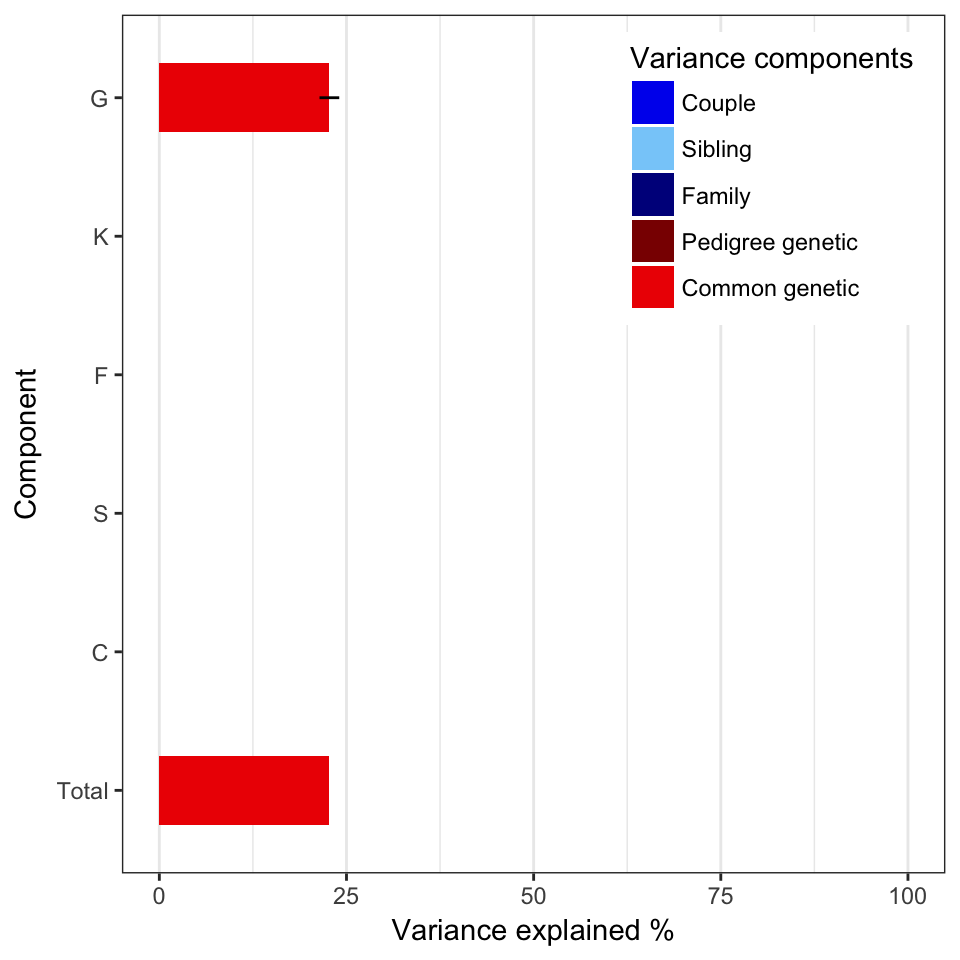 Variance components
Couple
Sibling
Family
Pedigree genetic
Common genetic
G
K
F
S
C
Total
Component
0 25 50 75 100
Variance explained %